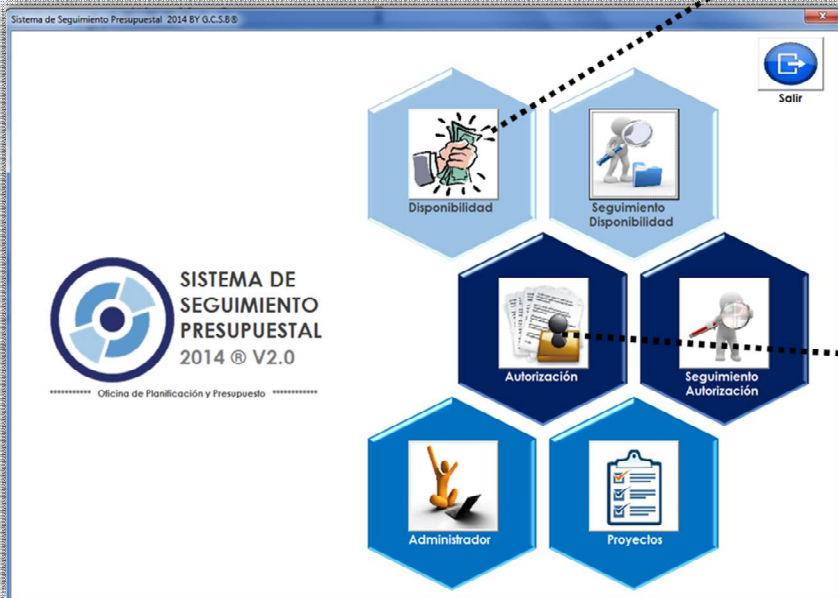 Sistema de Seguimiento Presupuestal 2014 BY G.C.S.B®
Salir
Disponibilidad
Seguimiento
Disponibilidad
SISTEMA DE
SEGUIMIENTO
PRESUPUESTAL
2014 ® V2.0
*********** Oficina de Planificación y Presupuesto ************
Autorización
Seguimiento
Autorización
Administrador
Proyectos